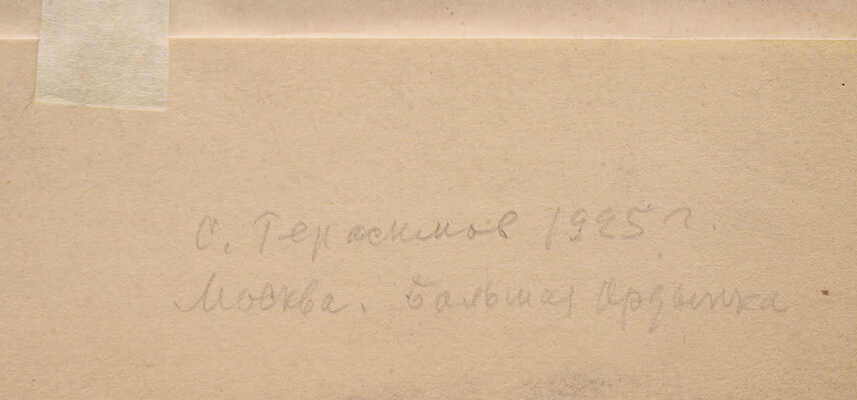 С. Герасимов 1925 г.
Москва. Большая Ордынка